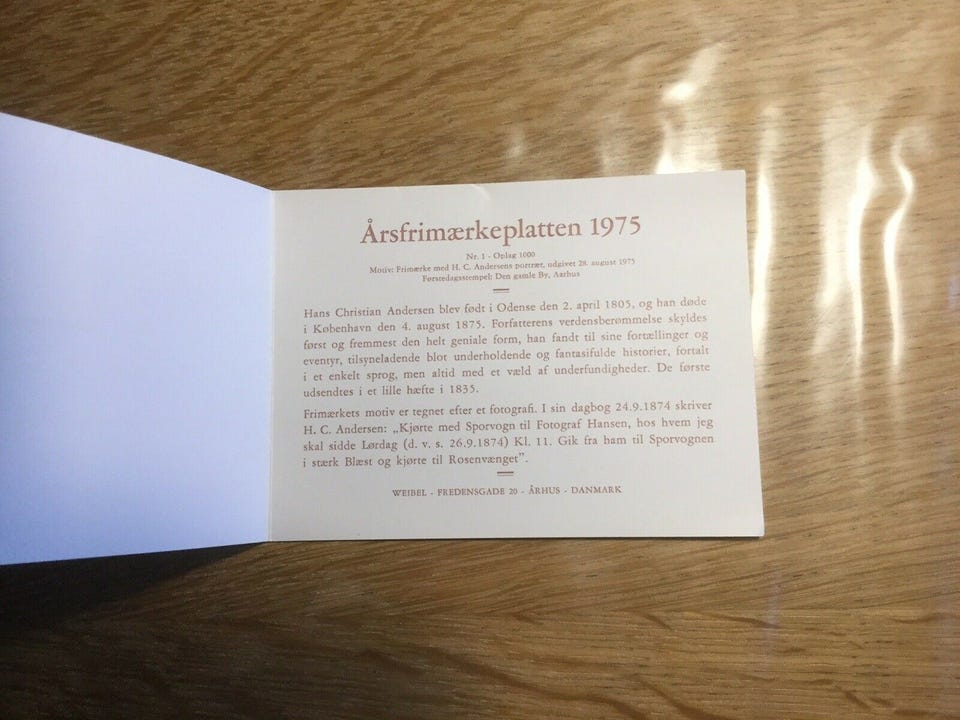 Årsfrimærkeplatten 1975
Nr. 1 - Oplag 1000
Motiv: Frimærke med H. C. Andersens portræt, udgivet 28. august 1975
Førstedagsstempel: Den gamle By, Aarhus
Hans Christian Andersen blev født i Odense den 2. april 1805, og han døde
i København den 4. august 1875. Forfatterens verdensberømmelse skyldes
først og fremmest den helt geniale form, han fandt til sine fortællinger og
eventyr, tilsyneladende blot underholdende og fantasifulde historier, fortalt
i et enkelt sprog, men altid med et væld af underfundigheder. De første
udsendtes i et lille hæfte i 1835.
Frimærkets motiv er tegnet efter et fotografi. I sin dagbog 24.9.1874 skriver
H. C. Andersen: „Kjørte med Sporvogn til Fotograf Hansen, hos hvem jeg
skal sidde Lørdag (d. v. s. 26.9.1874) Kl. 11. Gik fra ham til Sporvognen
i stærk Blæst og kjørte til Rosenvænget”.
WEIBEL - FREDENSGADE 20 - ÅRHUS - DANMARK